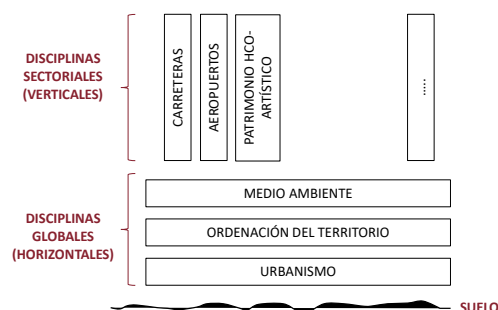 DISCIPLINAS
SECTORIALES
(VERTICALES)
CARRETERAS
AEROPUERTOS
PATRIMONIO HCO-
ARTÍSTICO
.....
DISCIPLINAS
GLOBALES
(HORIZONTALES)
MEDIO AMBIENTE
ORDENACIÓN DEL TERRITORIO
URBANISMO
SUELO